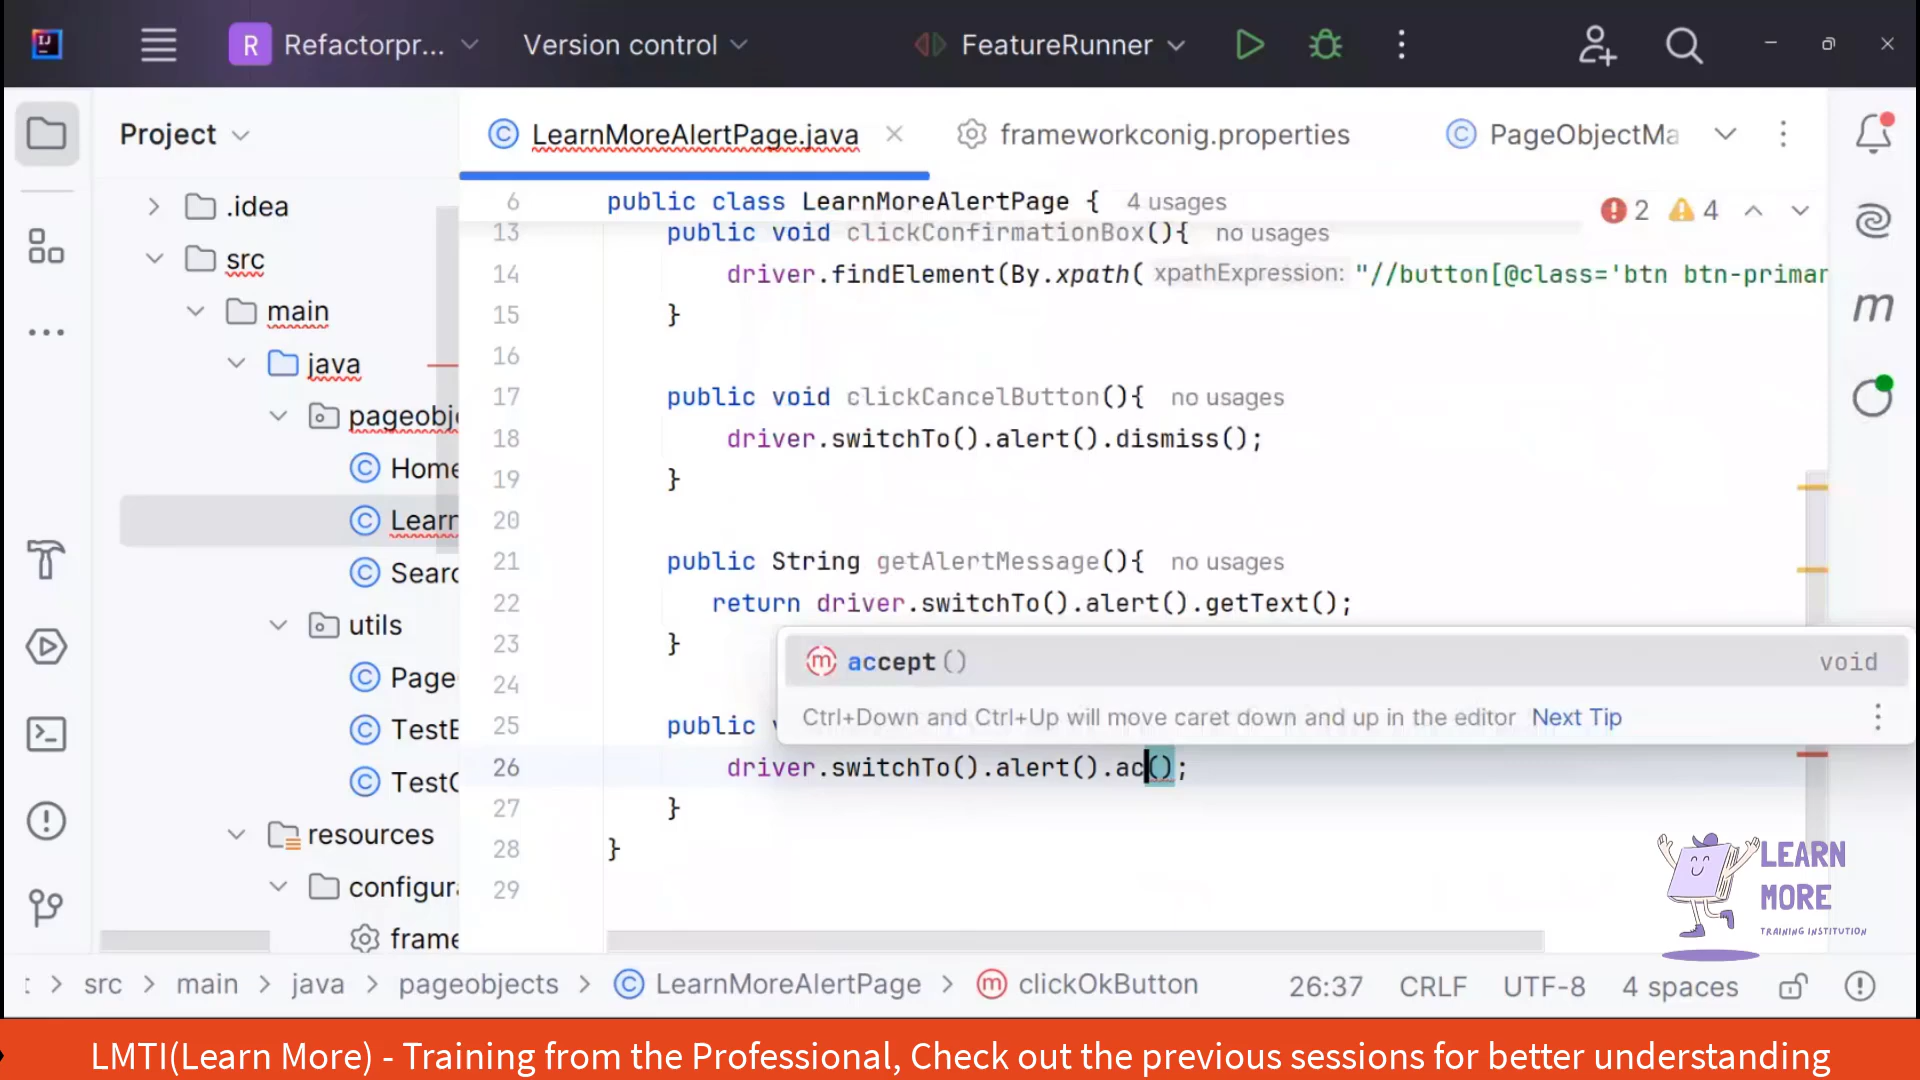 R Refactorpr... Version control FeatureRunner
Project
LearnMoreAlertPage.java frameworkconig.properties PageObjectMa
.idea
src
main
java
pageobj
Home
Learn
Searc
utils
Page
TestE
TestC
resources
configur
frame
6 public class LearnMoreAlertPage { 4 usages
2 4
13 public void clickConfirmationBox(){ no usages
14 driver.findElement(By.xpath( xpathExpression: "//button[@class='btn btn-primar
15 }
16
17 public void clickCancelButton(){ no usages
18 driver.switchTo().alert().dismiss();
19 }
20
21 public String getAlertMessage(){ no usages
22 return driver.switchTo().alert().getText();
23 }
24
25 public
26 driver.switchTo().alert().ac();
27 }
28 }
29
m accept() void
Ctrl+Down and Ctrl+Up will move caret down and up in the editor Next Tip
LEARN
MORE
TRAINING INSTITUTION
src > main > java > pageobjects > LearnMoreAlertPage > clickOkButton 26:37 CRLF UTF-8 4 spaces
LMTI(Learn More) - Training from the Professional, Check out the previous sessions for better understanding